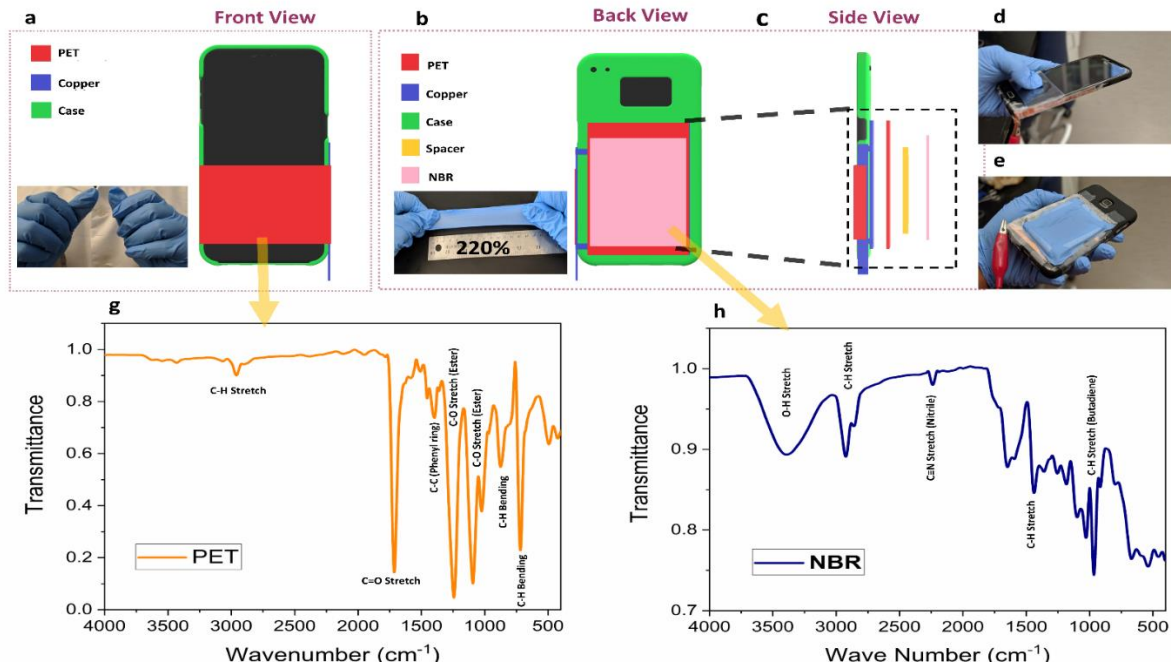 a
Front View
PET
Copper
Case
b
Back View
PET
Copper
Case
Spacer
NBR
220%
c
Side View
d
e
g
Transmittance
1.0
0.8
0.6
0.4
0.2
0.0
C-H Stretch
C=O Stretch
C-C (Phenyl ring)
C-O Stretch (Ester)
C-O Stretch (Ester)
C-H Bending
C-H Bending
PET
4000 3500 3000 2500 2000 1500 1000 500
Wavenumber (cm⁻¹)
h
Transmittance
1.0
0.9
0.8
0.7
O-H Stretch
C-H Stretch
C≡N Stretch (Nitrile)
C-H Stretch
C-H Stretch (Butadiene)
NBR
4000 3500 3000 2500 2000 1500 1000 500
Wave Number (cm⁻¹)